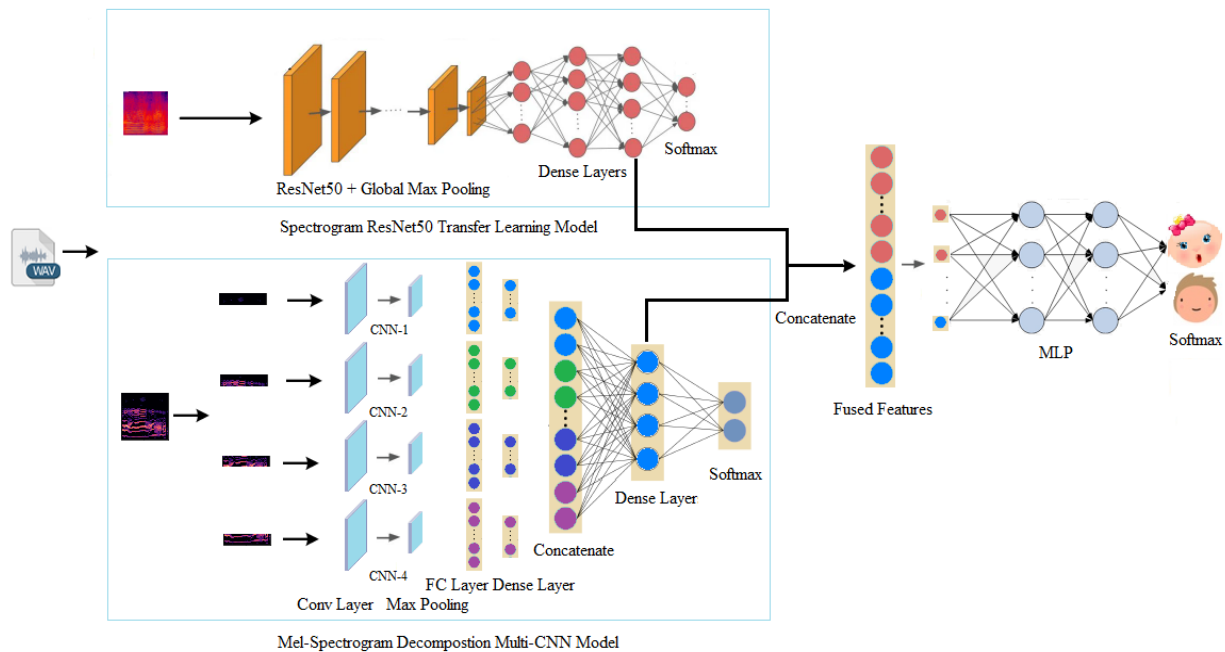 Softmax
Dense Layers
ResNet50 + Global Max Pooling
Spectrogram ResNet50 Transfer Learning Model
WAV
CNN-1
CNN-2
CNN-3
CNN-4
FC Layer Dense Layer
Conv Layer Max Pooling
Concatenate
Dense Layer
Softmax
Mel-Spectrogram Decompostion Multi-CNN Model
Concatenate
Fused Features
MLP
Softmax